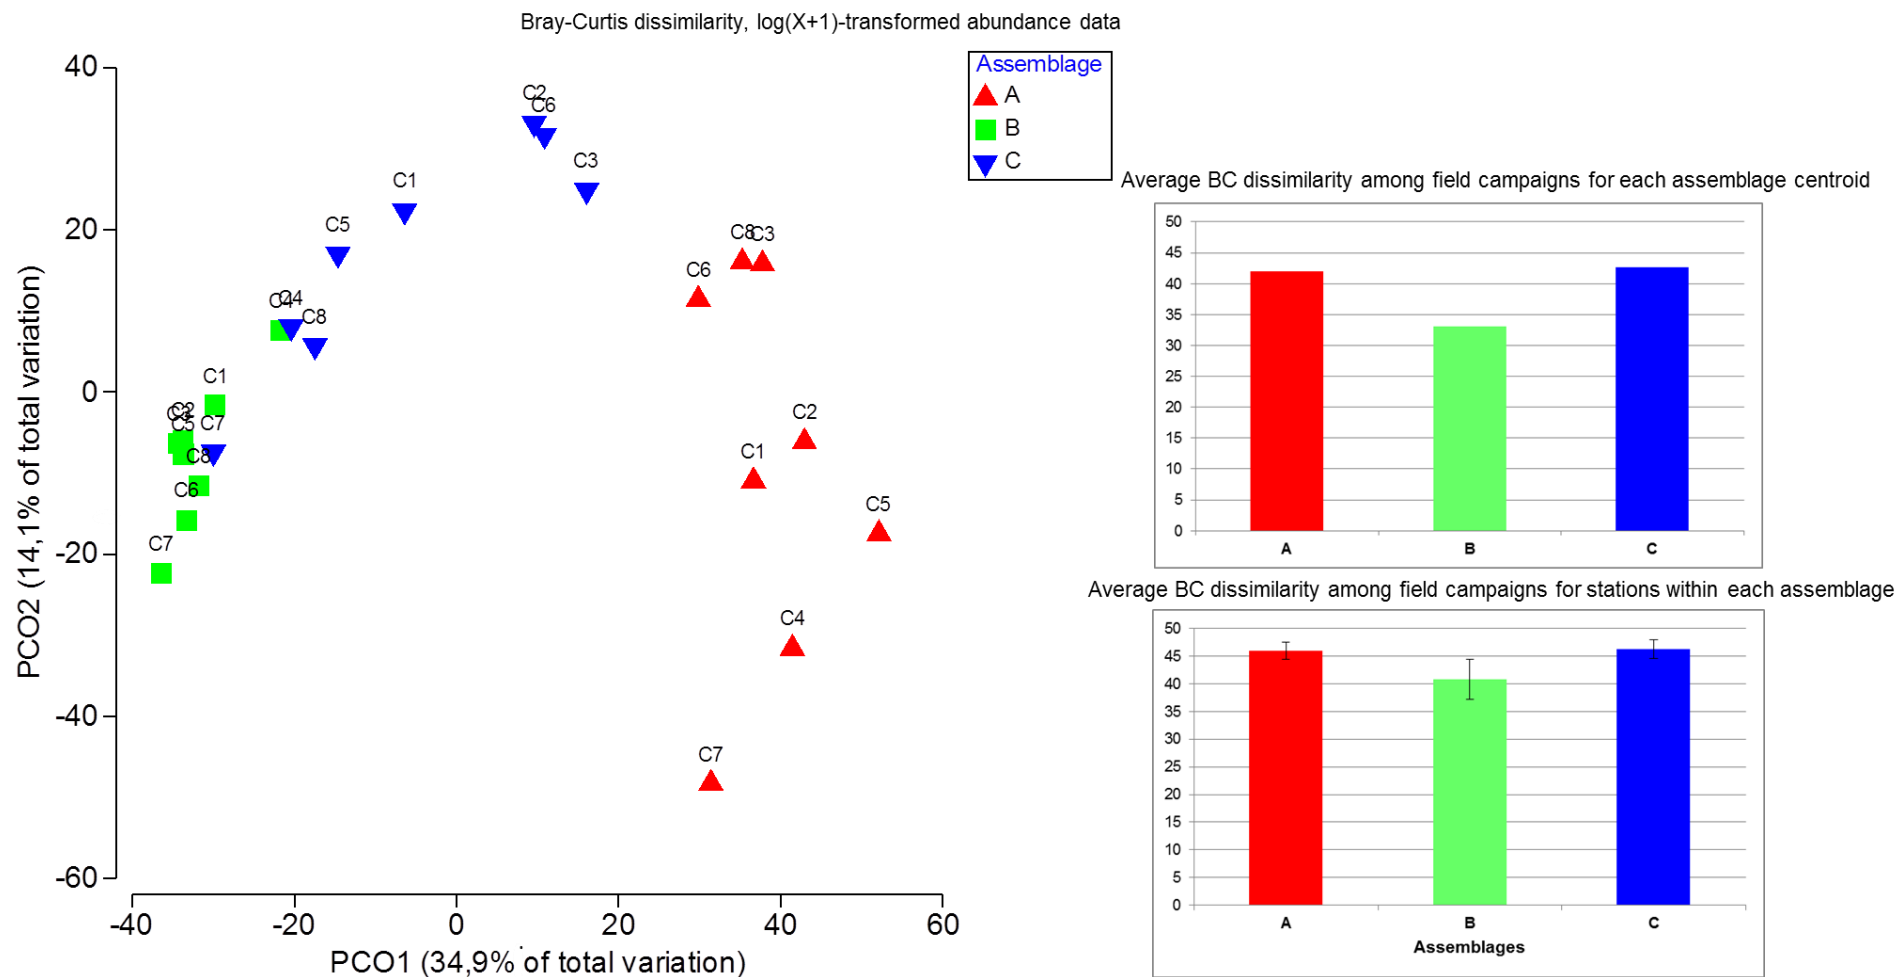 Bray-Curtis dissimilarity, log(X+1)-transformed abundance data
Assemblage
A
B
C
40
20
0
-20
-40
-60
PCO2 (14,1% of total variation)
C2
C6
C3
C1
C5
C4
C4
C8
C1
C2
C3
C5
C7
C8
C6
C7
C8
C3
C6
C2
C1
C5
C4
C7
-40
-20
0
20
40
60
PCO1 (34,9% of total variation)
Average BC dissimilarity among field campaigns for each assemblage centroid
50
45
40
35
30
25
20
15
10
5
0
A
B
C
Average BC dissimilarity among field campaigns for stations within each assemblage
50
45
40
35
30
25
20
15
10
5
0
A
B
C
Assemblages